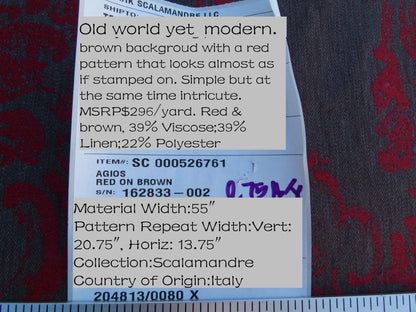 SCALAMANDRE LLC
Old world yet modern.
brown backgroud with a red
pattern that looks almost as
if stamped on. Simple but at
the same time intricute.
MSRP$296/yard. Red &
brown, 39% Viscose;39%
Linen;22% Polyester
ITEM#: SC 000526761
AGIOS
RED ON BROWN
S/N: 162833-002
Material Width:55"
Pattern Repeat Width:Vert:
20.75", Horiz: 13.75"
Collection:Scalamandre
Country of Origin:Italy
204813/0080 X